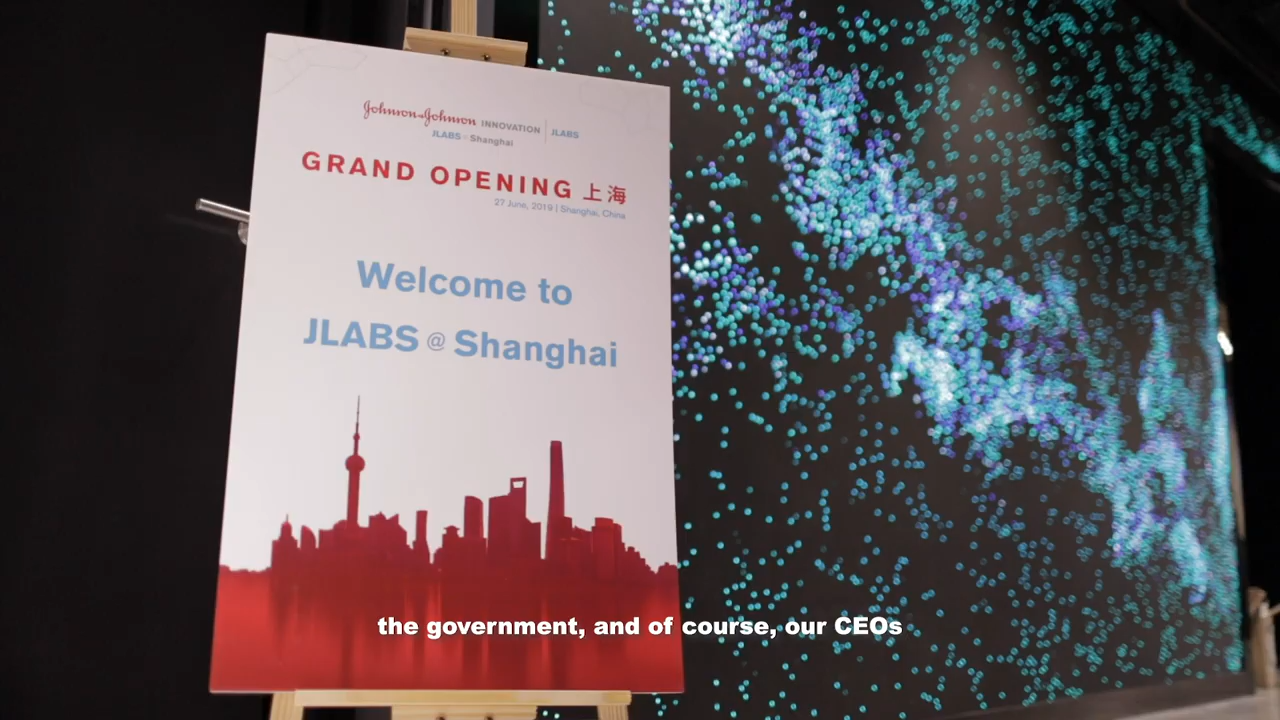 Johnson & Johnson INNOVATION | JLABS
JLABS @ Shanghai
GRAND OPENING 上海
27 June, 2019 | Shanghai, China
Welcome to
JLABS @ Shanghai
the government, and of course, our CEOs